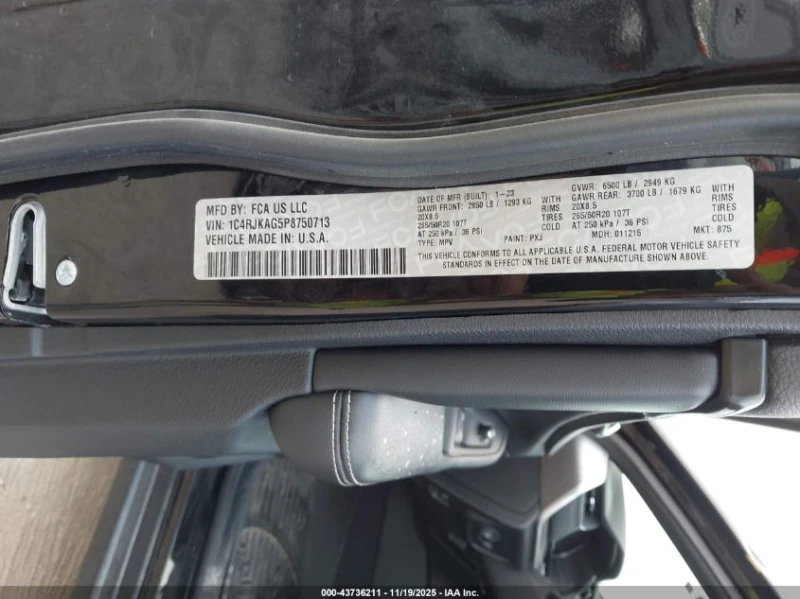 MFD BY: FCA US LLC
VIN: 1C4RJKAG5P8750713
VEHICLE MADE IN: U.S.A.
DATE OF MFR (BUILT): 1-23
GAWR FRONT: 2850 LB / 1293 KG WITH
20X8.5 RIMS
265/50R20 107T TIRES
AT 250 kPa / 36 PSI COLD
TYPE: MPV PAINT: PXJ
GVWR: 6500 LB / 2949 KG
GAWR REAR: 3700 LB / 1679 KG WITH
20X8.5 RIMS
265/50R20 107T TIRES
AT 250 kPa / 36 PSI COLD
MDH: 011215 MKT: 875
THIS VEHICLE CONFORMS TO ALL APPLICABLE U.S.A. FEDERAL MOTOR VEHICLE SAFETY
STANDARDS IN EFFECT ON THE DATE OF MANUFACTURE SHOWN ABOVE.
000-43736211 - 11/19/2025 - IAA Inc.